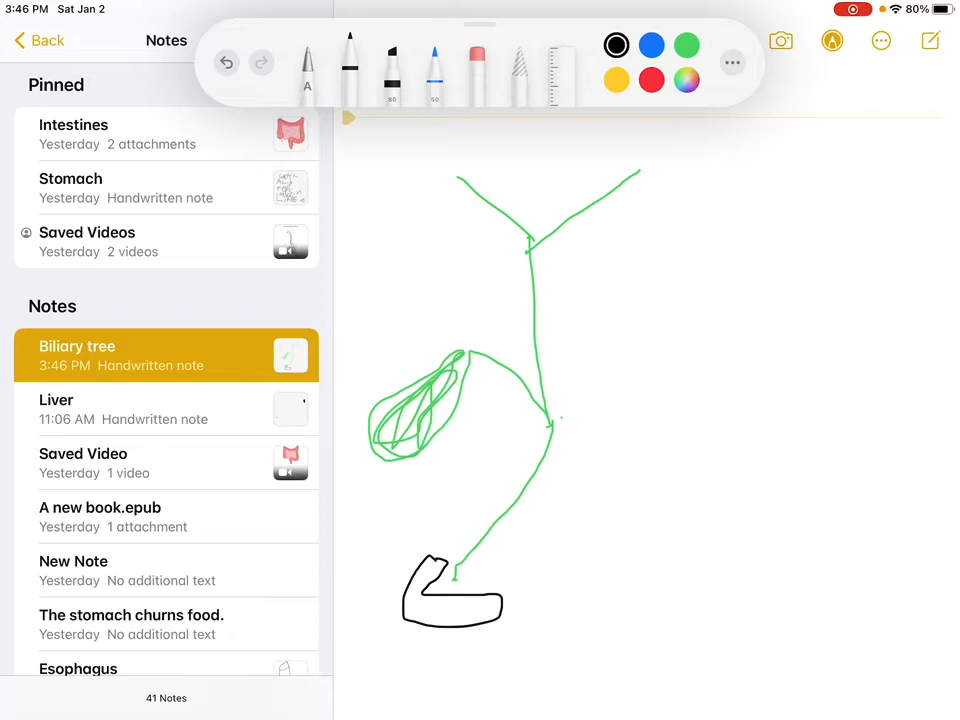 3:46 PM Sat Jan 2
80%
Back
Notes
A
80
50
Pinned
Intestines
Yesterday 2 attachments
Stomach
Yesterday Handwritten note
Saved Videos
Yesterday 2 videos
Notes
Biliary tree
3:46 PM Handwritten note
Liver
11:06 AM Handwritten note
Saved Video
Yesterday 1 video
A new book.epub
Yesterday 1 attachment
New Note
Yesterday No additional text
The stomach churns food.
Yesterday No additional text
Esophagus
41 Notes